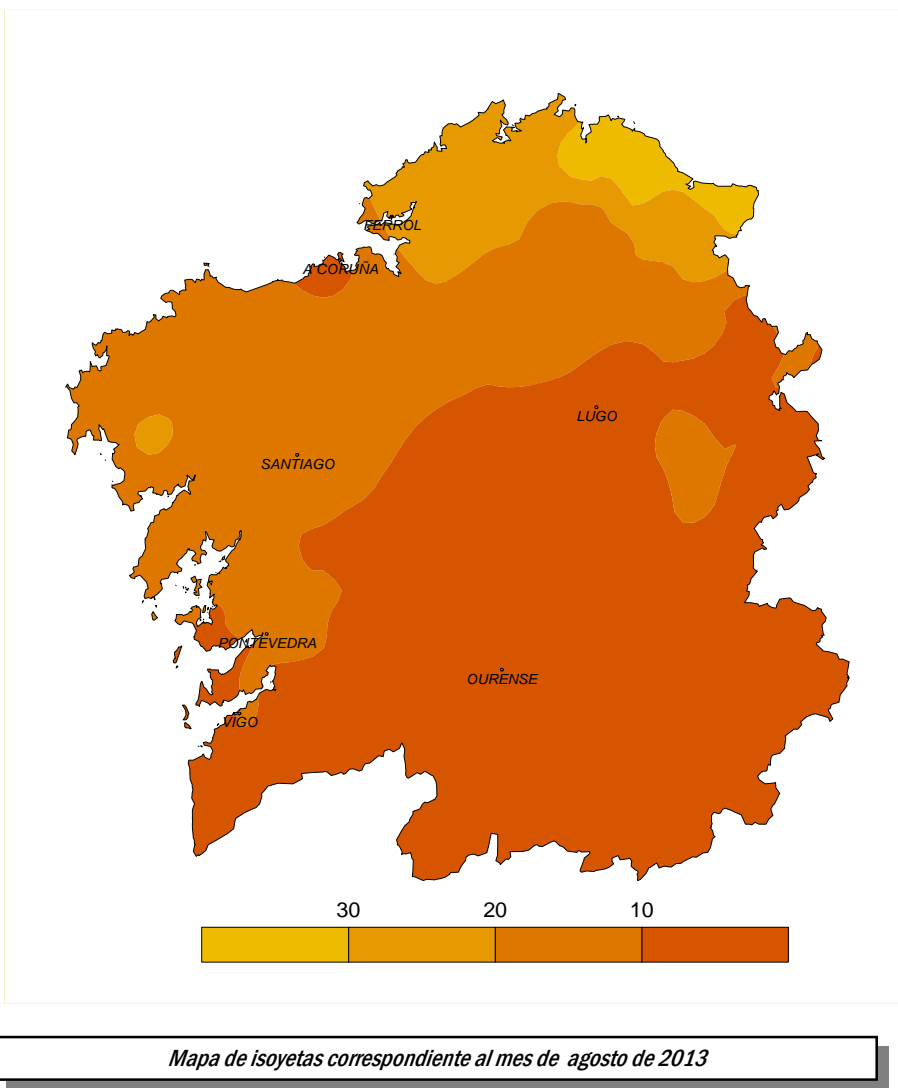 FERROL
A CORUÑA
LUGO
SANTIAGO
PONTEVEDRA
OURENSE
VIGO
30 20 10
Mapa de isoyetas correspondiente al mes de agosto de 2013